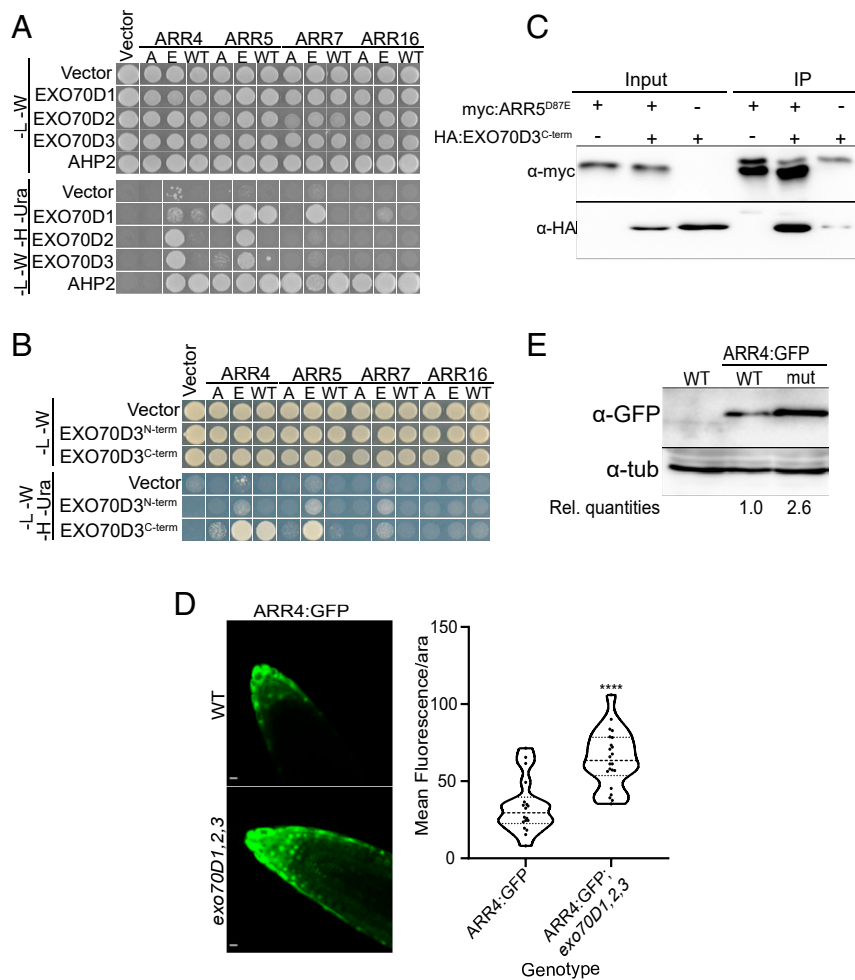 A
Vector
ARR4 ARR5 ARR7 ARR16
A E WT A E WT A E WT A E WT
-L -W
Vector
EXO70D1
EXO70D2
EXO70D3
AHP2
-L -W -H -Ura
Vector
EXO70D1
EXO70D2
EXO70D3
AHP2
B
Vector
ARR4 ARR5 ARR7 ARR16
A E WT A E WT A E WT A E WT
-L -W
Vector
EXO70D3N-term
EXO70D3C-term
-L -W
-H -Ura
Vector
EXO70D3N-term
EXO70D3C-term
C
Input IP
myc:ARR5D87E + + - + + -
HA:EXO70D3C-term - + + - + +
α-myc
α-HA
E
ARR4:GFP
WT WT mut
α-GFP
α-tub
Rel. quantities 1.0 2.6
D
ARR4:GFP
WT
exo70D1,2,3
Mean Fluorescence/ara
150
100
50
0
****
ARR4:GFP
ARR4:GFP;
exo70D1,2,3
Genotype